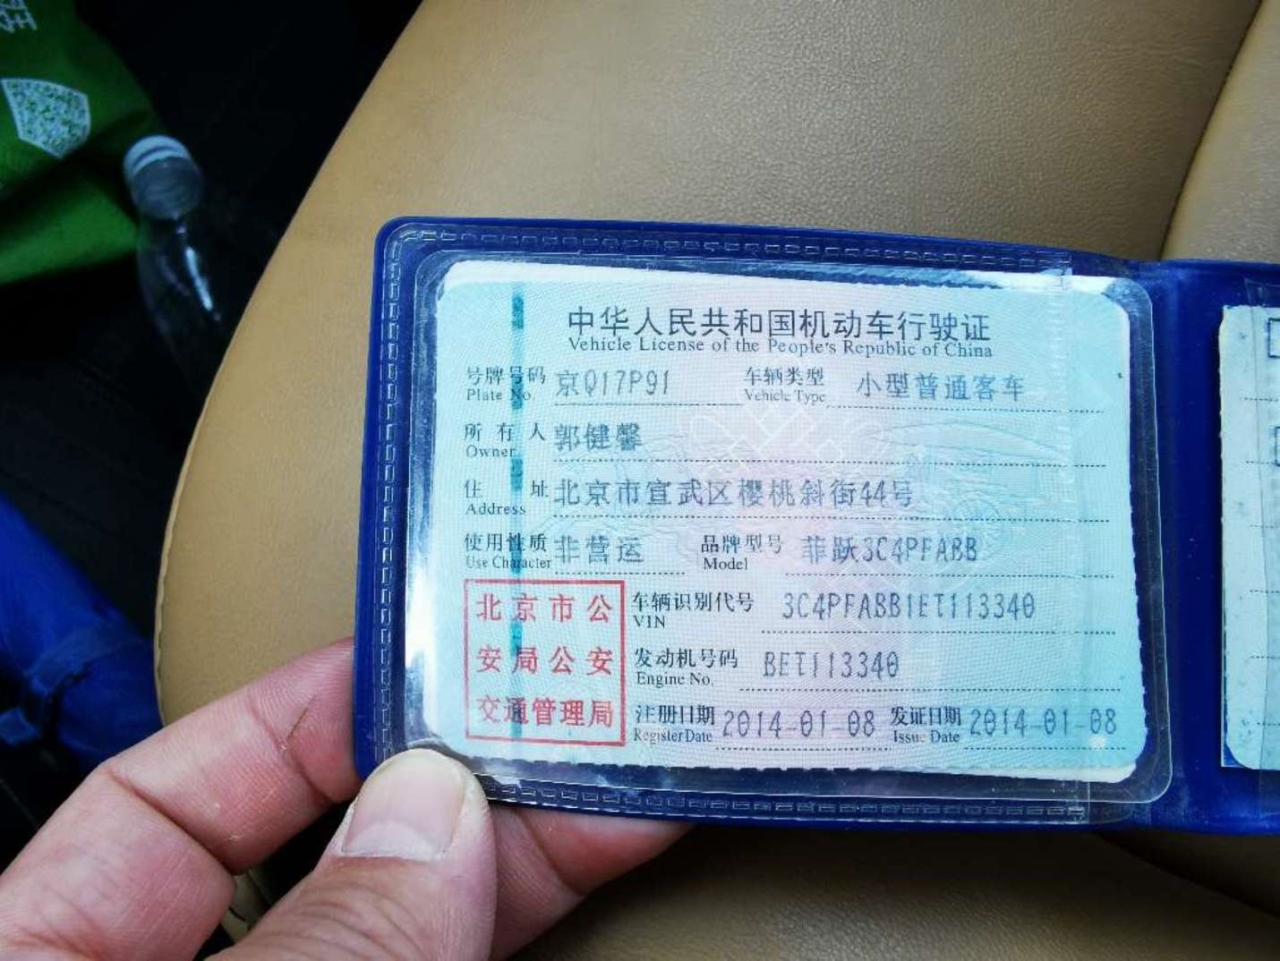 中华人民共和国机动车行驶证
Vehicle License of the People's Republic of China
号牌号码 京Q17P91 车辆类型 小型普通客车
Plate No. Vehicle Type
所有人 郭健馨
Owner
住址 北京市宣武区樱桃斜街44号
Address
使用性质 非营运 品牌型号 菲跃3C4PFABB
Use Character Model
北京市公 车辆识别代号 3C4PFABB1ET113340
VIN
安局公安 发动机号码 BET113340
Engine No.
交通管理局 注册日期 2014-01-08 发证日期 2014-01-08
Register Date Issue Date